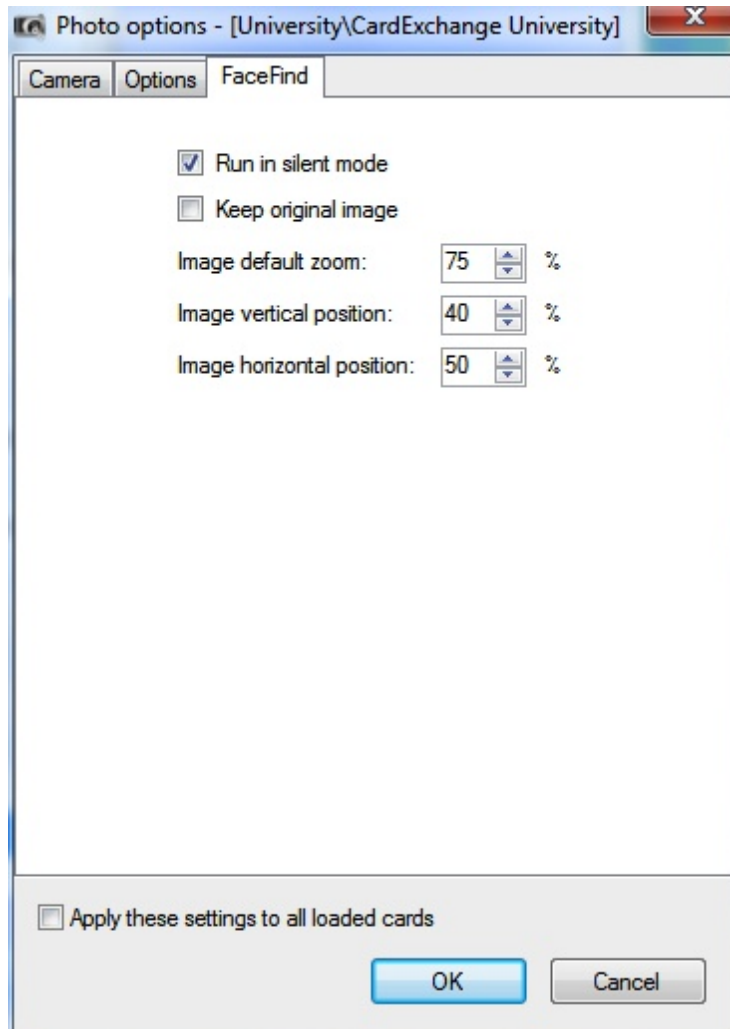 Photo options - [University\CardExchange University]
Camera Options FaceFind
Run in silent mode
Keep original image
Image default zoom: 75 %
Image vertical position: 40 %
Image horizontal position: 50 %
Apply these settings to all loaded cards
OK Cancel